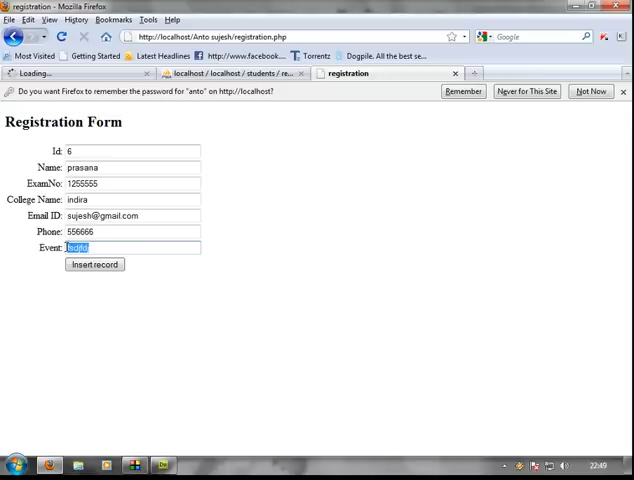 registration - Mozilla Firefox
File Edit View History Bookmarks Tools Help
http://localhost/Anto sujesh/registration.php
Google
Most Visited Getting Started Latest Headlines http://www.facebook.... Torrentz Dogpile. All the best se...
Loading... localhost / localhost / students / re... registration
Do you want Firefox to remember the password for "anto" on http://localhost? Remember Never for This Site Not Now
Registration Form
Id: 6
Name: prasana
ExamNo: 1255555
College Name: indira
Email ID: sujesh@gmail.com
Phone: 556666
Event:
Insert record
22:49